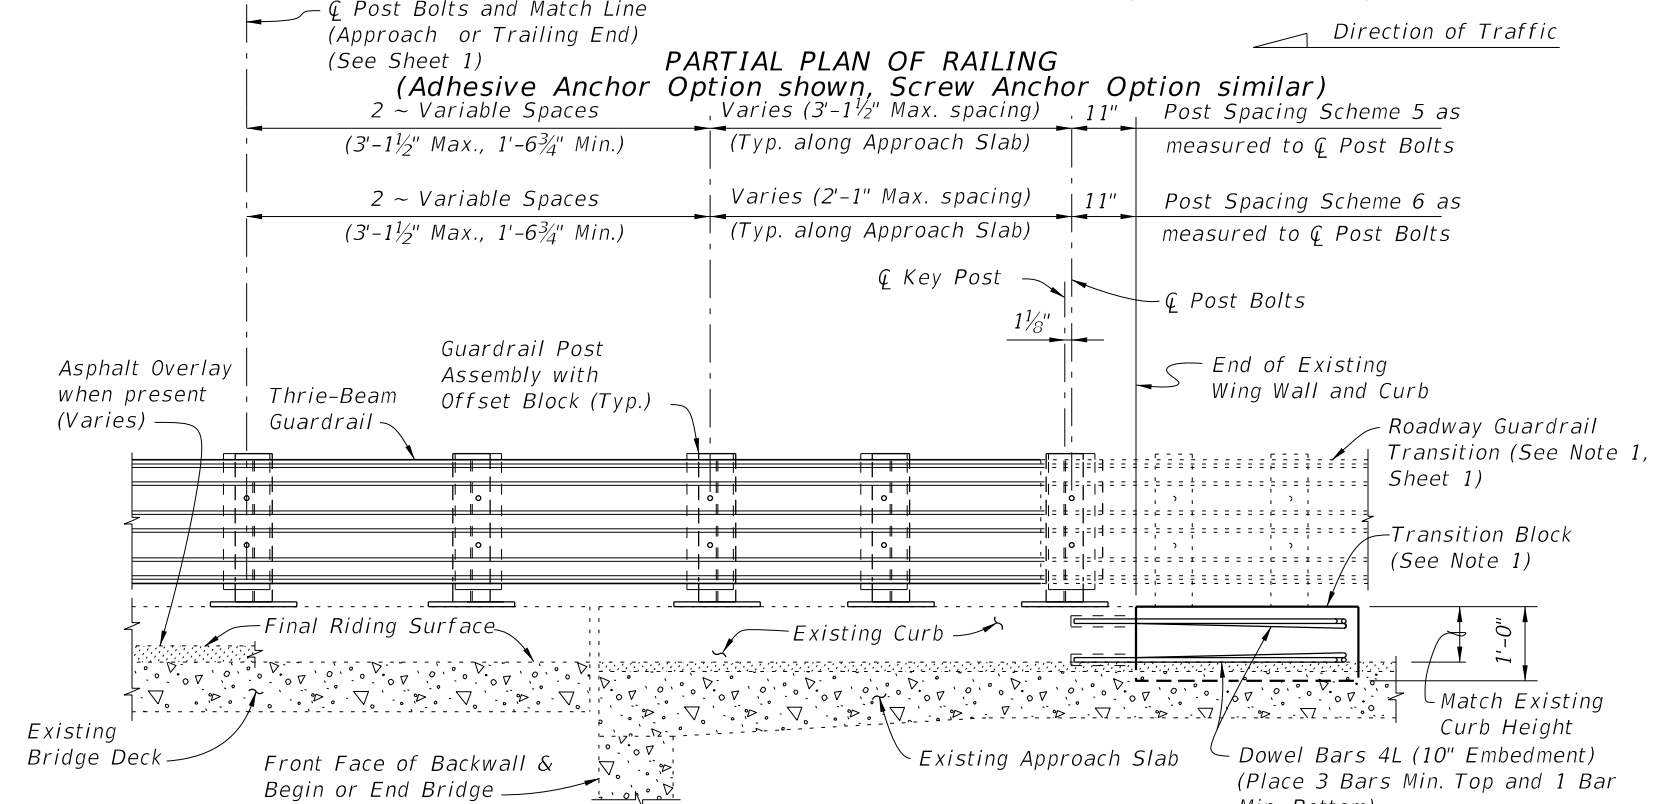 ℄ Post Bolts and Match Line
(Approach or Trailing End)
(See Sheet 1)
Direction of Traffic
PARTIAL PLAN OF RAILING
(Adhesive Anchor Option shown, Screw Anchor Option similar)
2 ~ Variable Spaces
(3'-1½" Max., 1'-6¾" Min.)
Varies (3'-1½" Max. spacing)
(Typ. along Approach Slab)
11"
Post Spacing Scheme 5 as
measured to ℄ Post Bolts
2 ~ Variable Spaces
(3'-1½" Max., 1'-6¾" Min.)
Varies (2'-1" Max. spacing)
(Typ. along Approach Slab)
11"
Post Spacing Scheme 6 as
measured to ℄ Post Bolts
℄ Key Post
℄ Post Bolts
1⅛"
Asphalt Overlay
when present
(Varies)
Thrie-Beam
Guardrail
Guardrail Post
Assembly with
Offset Block (Typ.)
End of Existing
Wing Wall and Curb
Roadway Guardrail
Transition (See Note 1,
Sheet 1)
Transition Block
(See Note 1)
Final Riding Surface
Existing Curb
1'-0"
Match Existing
Curb Height
Existing
Bridge Deck
Front Face of Backwall &
Begin or End Bridge
Existing Approach Slab
Dowel Bars 4L (10" Embedment)
(Place 3 Bars Min. Top and 1 Bar
Min. Bottom)